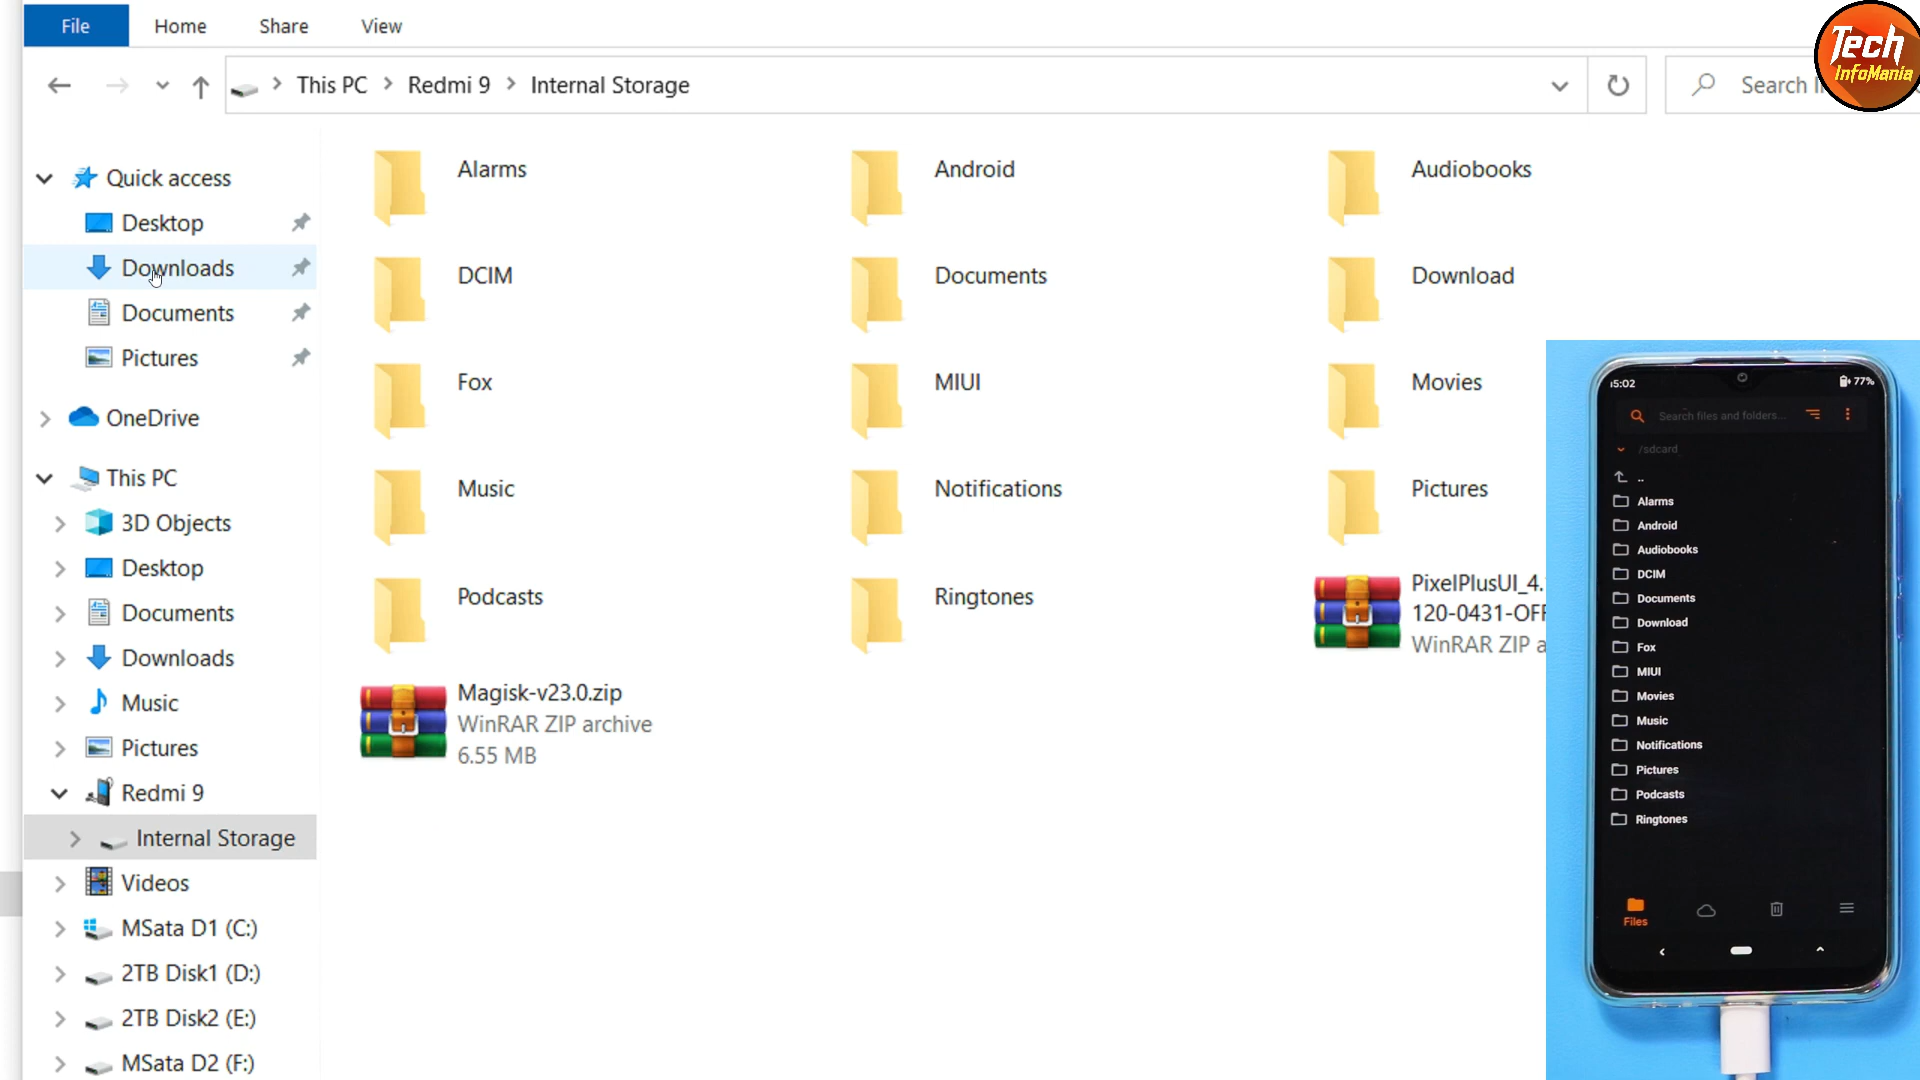 File Home Share View
Tech
InfoMania
This PC Redmi 9 Internal Storage
Search
Quick access
Desktop
Downloads
Documents
Pictures
OneDrive
This PC
3D Objects
Desktop
Documents
Downloads
Music
Pictures
Redmi 9
Internal Storage
Videos
MSata D1 (C:)
2TB Disk1 (D:)
2TB Disk2 (E:)
MSata D2 (F:)
Alarms Android Audiobooks
DCIM Documents Download
Fox MIUI Movies
Music Notifications Pictures
Podcasts Ringtones
PixelPlusUI_4.
120-0431-OFF
WinRAR ZIP a
Magisk-v23.0.zip
WinRAR ZIP archive
6.55 MB
15:02 77%
Search files and folders...
/sdcard
..
Alarms
Android
Audiobooks
DCIM
Documents
Download
Fox
MIUI
Movies
Music
Notifications
Pictures
Podcasts
Ringtones
Files